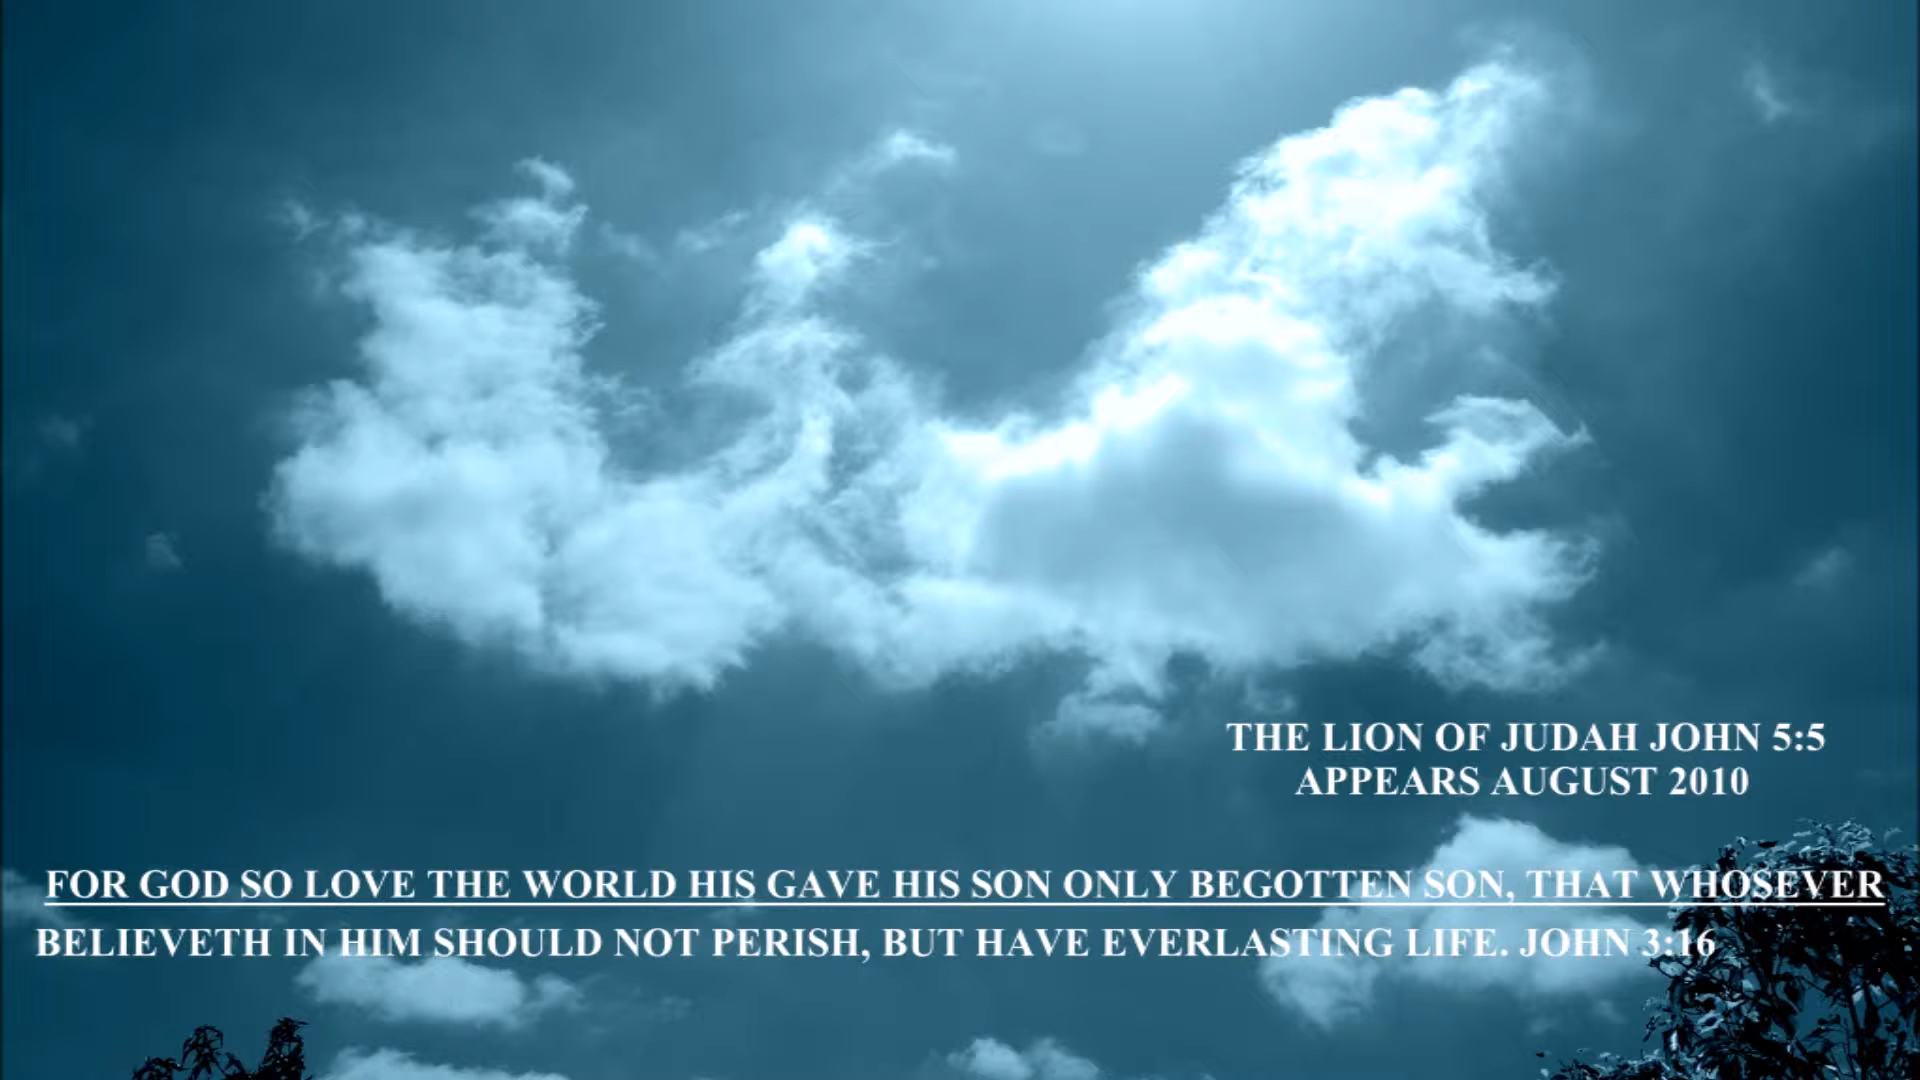 THE LION OF JUDAH JOHN 5:5
APPEARS AUGUST 2010
FOR GOD SO LOVE THE WORLD HIS GAVE HIS SON ONLY BEGOTTEN SON, THAT WHOSEVER
BELIEVETH IN HIM SHOULD NOT PERISH, BUT HAVE EVERLASTING LIFE. JOHN 3:16